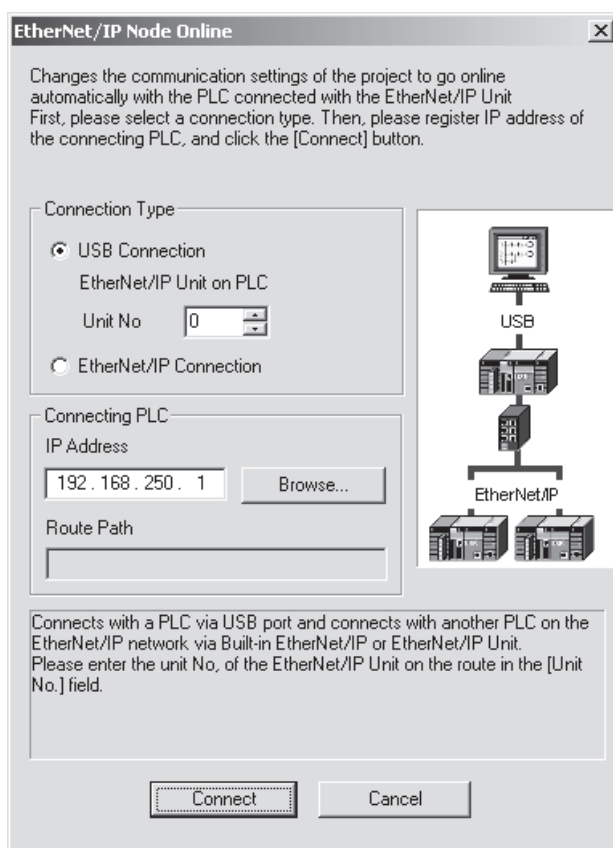 EtherNet/IP Node Online
Changes the communication settings of the project to go online
automatically with the PLC connected with the EtherNet/IP Unit
First, please select a connection type. Then, please register IP address of
the connecting PLC, and click the [Connect] button.
Connection Type
USB Connection
EtherNet/IP Unit on PLC
Unit No 0
EtherNet/IP Connection
USB
EtherNet/IP
Connecting PLC
IP Address
192 . 168 . 250 . 1 Browse...
Route Path
Connects with a PLC via USB port and connects with another PLC on the
EtherNet/IP network via Built-in EtherNet/IP or EtherNet/IP Unit.
Please enter the unit No, of the EtherNet/IP Unit on the route in the [Unit
No.] field.
Connect Cancel